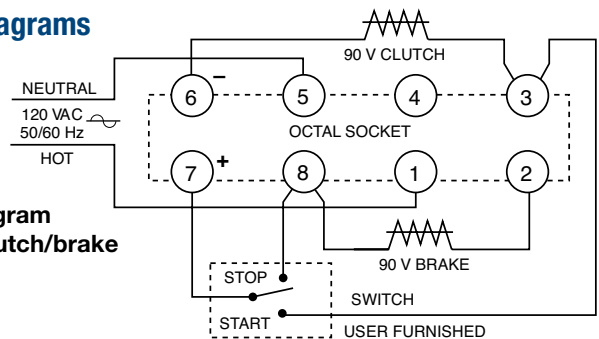 agrams
90 V CLUTCH
NEUTRAL
6 – 5 4 3
120 VAC
50/60 Hz
OCTAL SOCKET
HOT
7 + 8 1 2
gram
utch/brake
90 V BRAKE
STOP
SWITCH
START
USER FURNISHED